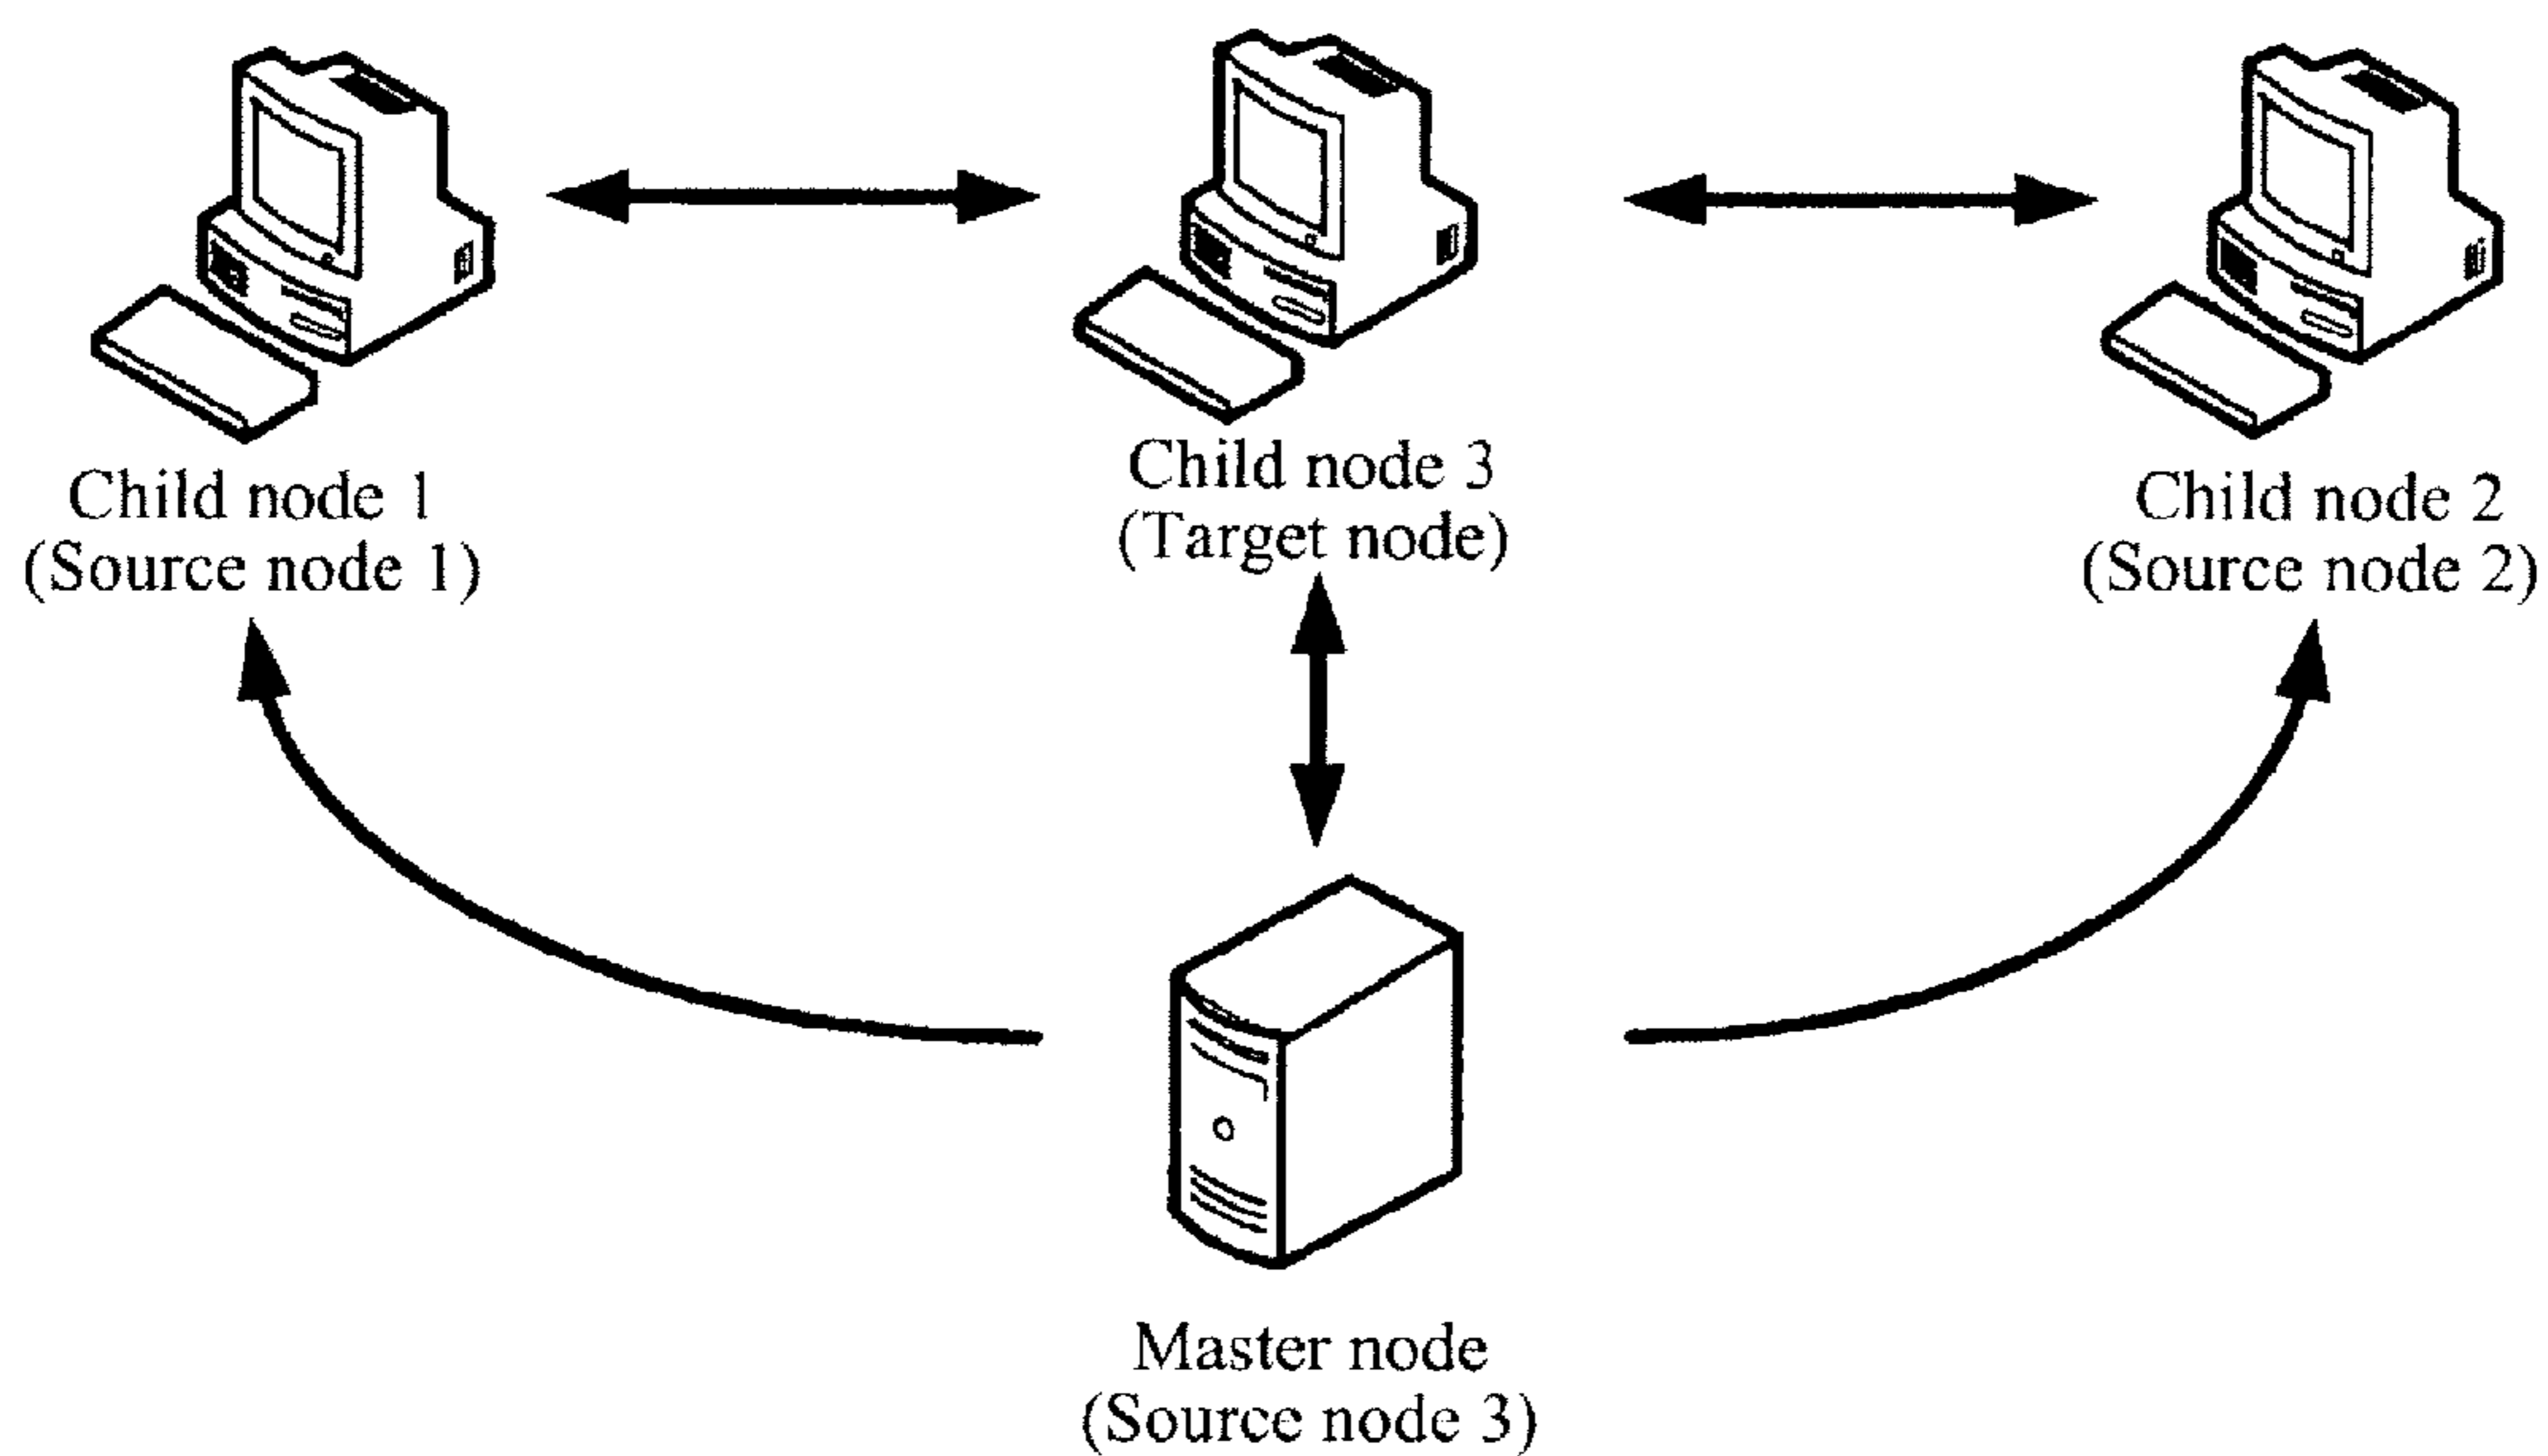 Child node 1
(Source node 1)
Child node 3
(Target node)
Child node 2
(Source node 2)
Master node
(Source node 3)